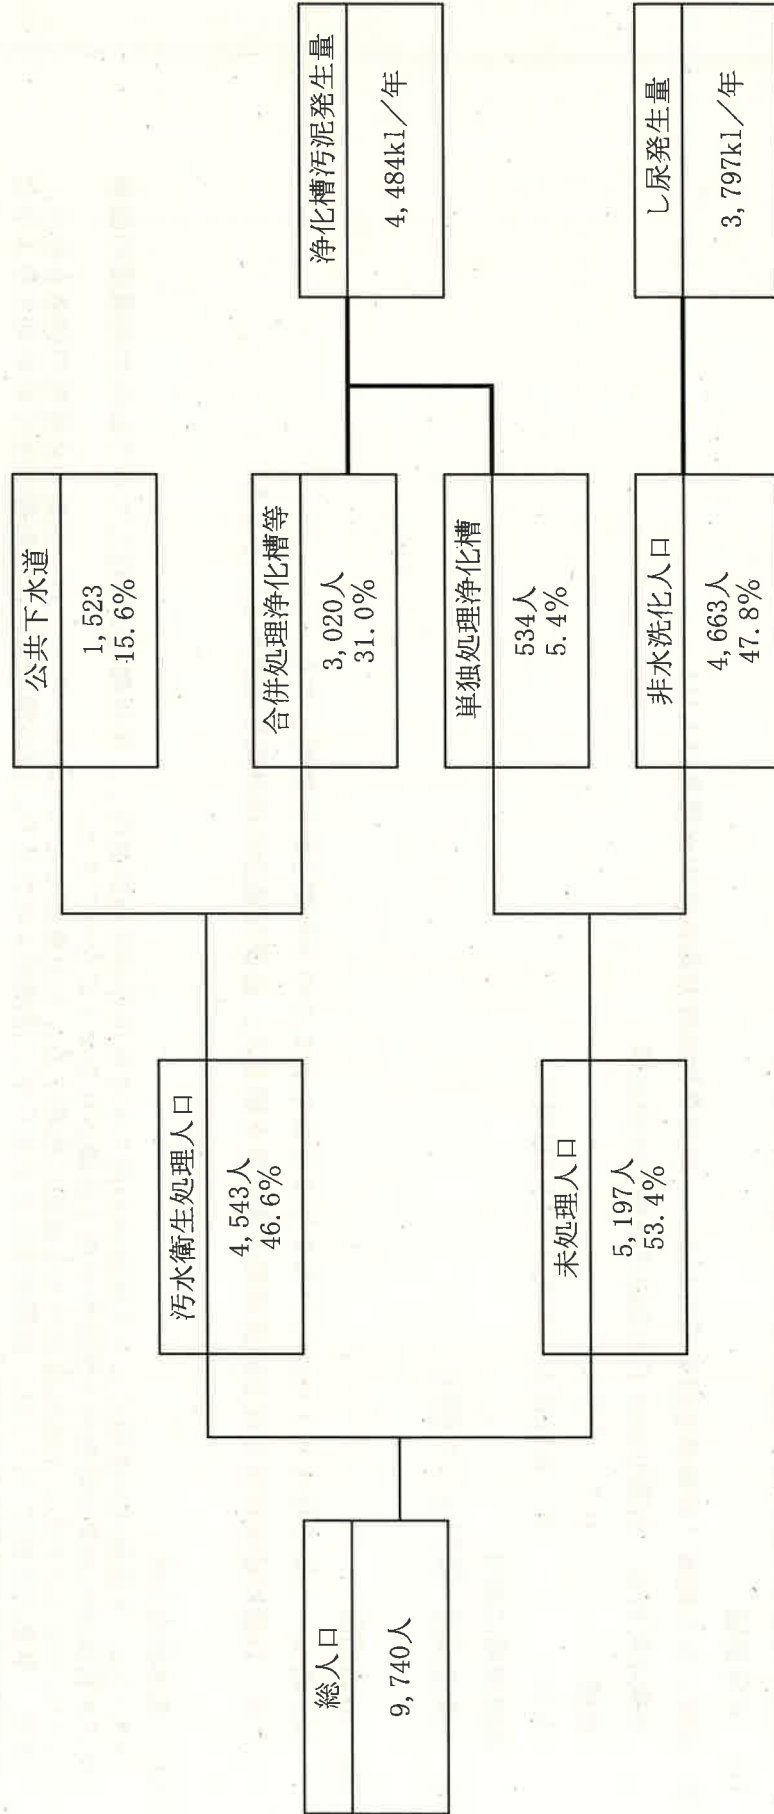 総人口
9,740人
汚水衛生処理人口
4,543人
46.6%
未処理人口
5,197人
53.4%
公共下水道
1,523
15.6%
合併処理浄化槽等
3,020人
31.0%
単独処理浄化槽
534人
5.4%
非水洗化人口
4,663人
47.8%
浄化槽汚泥発生量
4,484kl/年
し尿発生量
3,797kl/年